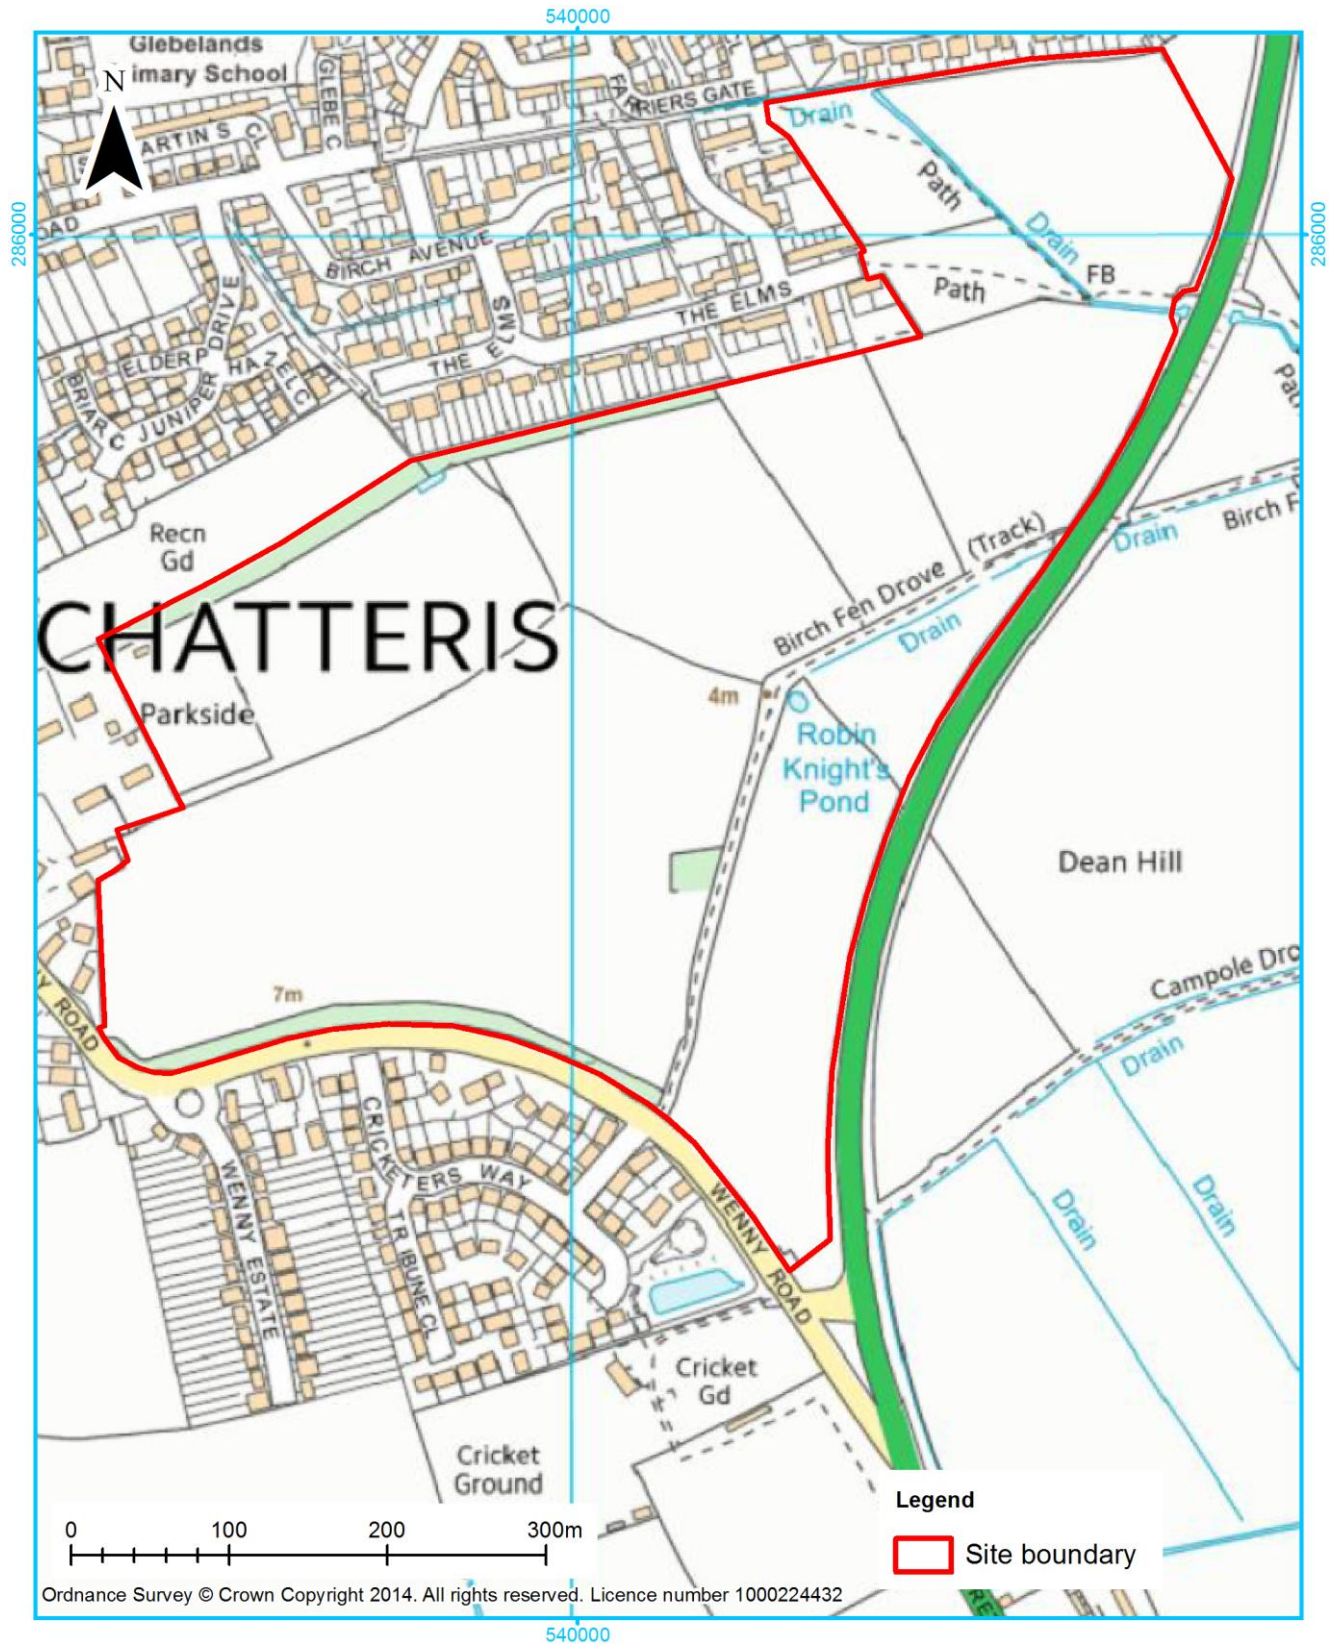 540000
Glebelands
imary School
N
GLEBE C
FARRIERS GATE
Drain
ARTIN'S CL
Path
Drain
286000
286000
OAD
BIRCH AVENUE
FB
Path
THE ELMS
THE ELMS
ELDER P
JUNIPER DRIVE
HAZEL C
BRIAR C
Path
Birch F
Drain
Recn
Gd
Birch Fen Drove (Track)
Drain
CHATTERIS
4m
Parkside
Robin
Knight's
Pond
Dean Hill
Campole Dro
7m
Y ROAD
Drain
CRICKETERS WAY
WENNY ESTATE
TRIBUNE CL
WENNY ROAD
Drain
Drain
Cricket
Gd
Cricket
Ground
Legend
Site boundary
0 100 200 300m
Ordnance Survey © Crown Copyright 2014. All rights reserved. Licence number 1000224432
540000